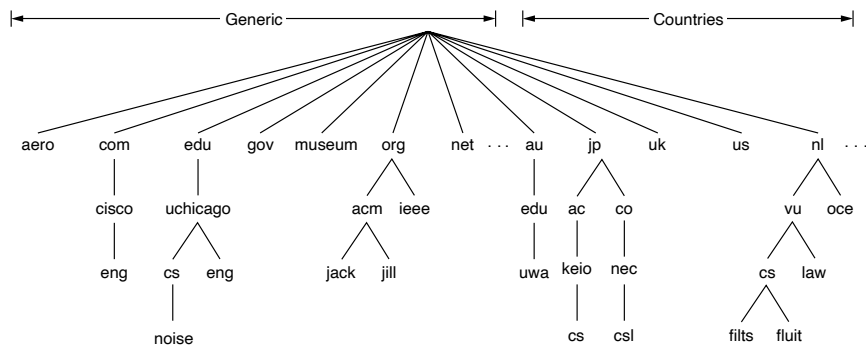 Generic Countries
aero com edu gov museum org net ... au jp uk us nl ...
cisco uchicago acm ieee edu ac co vu oce
eng cs eng jack jill uwa keio nec cs law
noise cs csl filts fluit